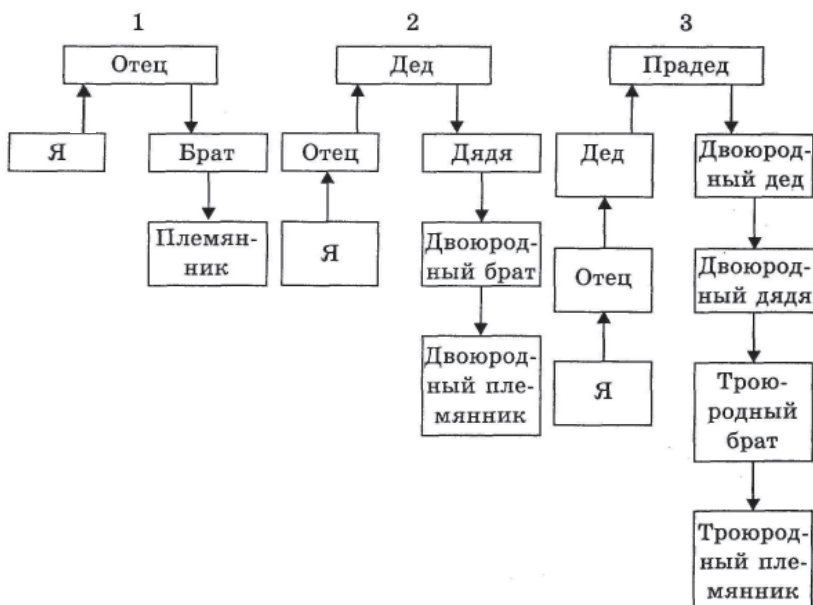 1
Отец
Я
Брат
Племян-
ник
2
Дед
Отец
Я
Дядя
Двоюрод-
ный брат
Двоюрод-
ный пле-
мянник
3
Прадед
Дед
Отец
Я
Двоюрод-
ный дед
Двоюрод-
ный дядя
Трою-
родный
брат
Троюрод-
ный пле-
мянник